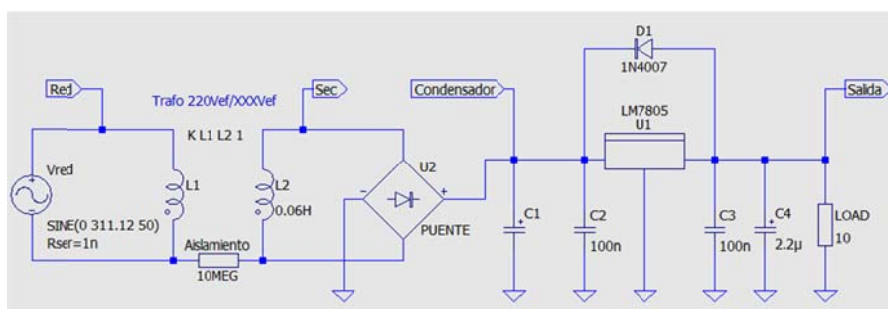 D1
1N4007
Red
Sec
Condensador
Salida
Trafo 220Vef/XXXVef
LM7805
U1
K L1 L2 1
U2
Vred
L1
L2
0.06H
C1
C2
100n
C3
100n
C4
2.2µ
LOAD
10
SINE(0 311.12 50)
Rser=1n
Aislamiento
10MEG
PUENTE